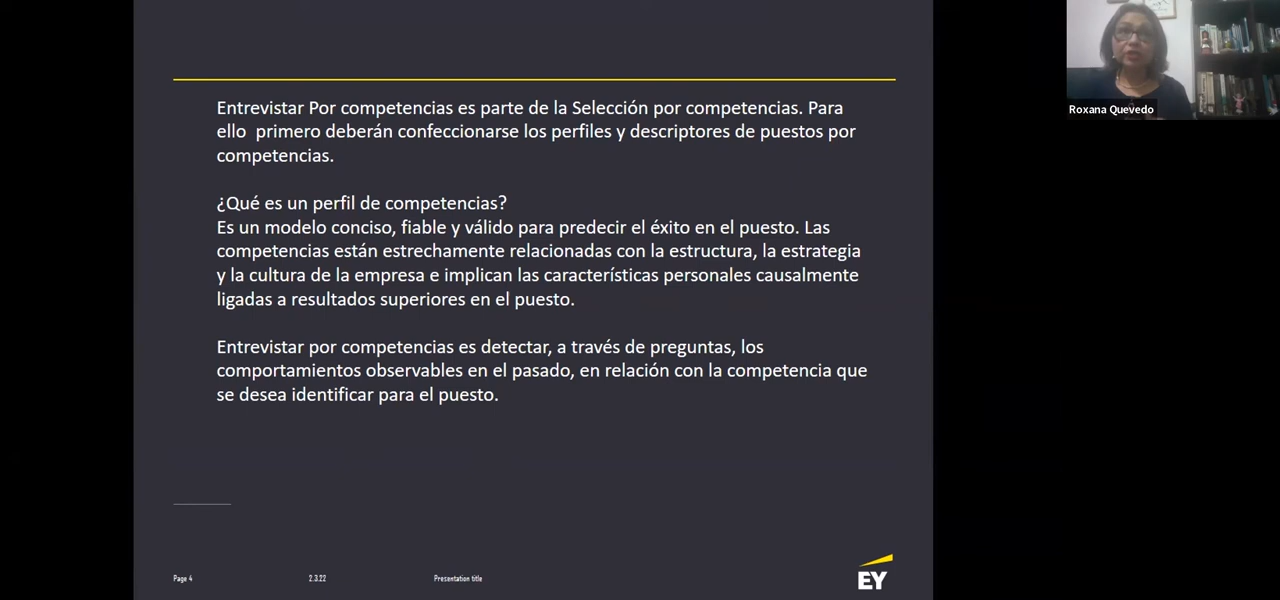 Entrevistar Por competencias es parte de la Selección por competencias. Para
ello  primero deberán confeccionarse los perfiles y descriptores de puestos por
competencias.
¿Qué es un perfil de competencias?
Es un modelo conciso, fiable y válido para predecir el éxito en el puesto. Las
competencias están estrechamente relacionadas con la estructura, la estrategia
y la cultura de la empresa e implican las características personales causalmente
ligadas a resultados superiores en el puesto.
Entrevistar por competencias es detectar, a través de preguntas, los
comportamientos observables en el pasado, en relación con la competencia que
se desea identificar para el puesto.
Page 4
2.3.22
Presentation title
EY
Roxana Quevedo